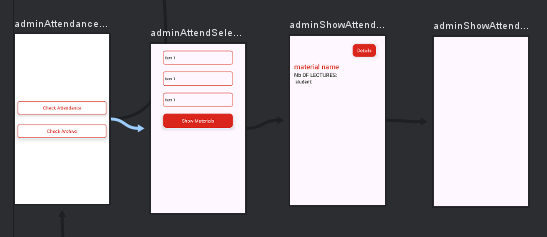 adminAttendance...
adminAttendSele...
adminShowAttend...
adminShowAttend...
Check Attendance
Check Archive
Item 1
Item 1
Item 1
Show Materials
Details
material name
No OF LECTURES:
student